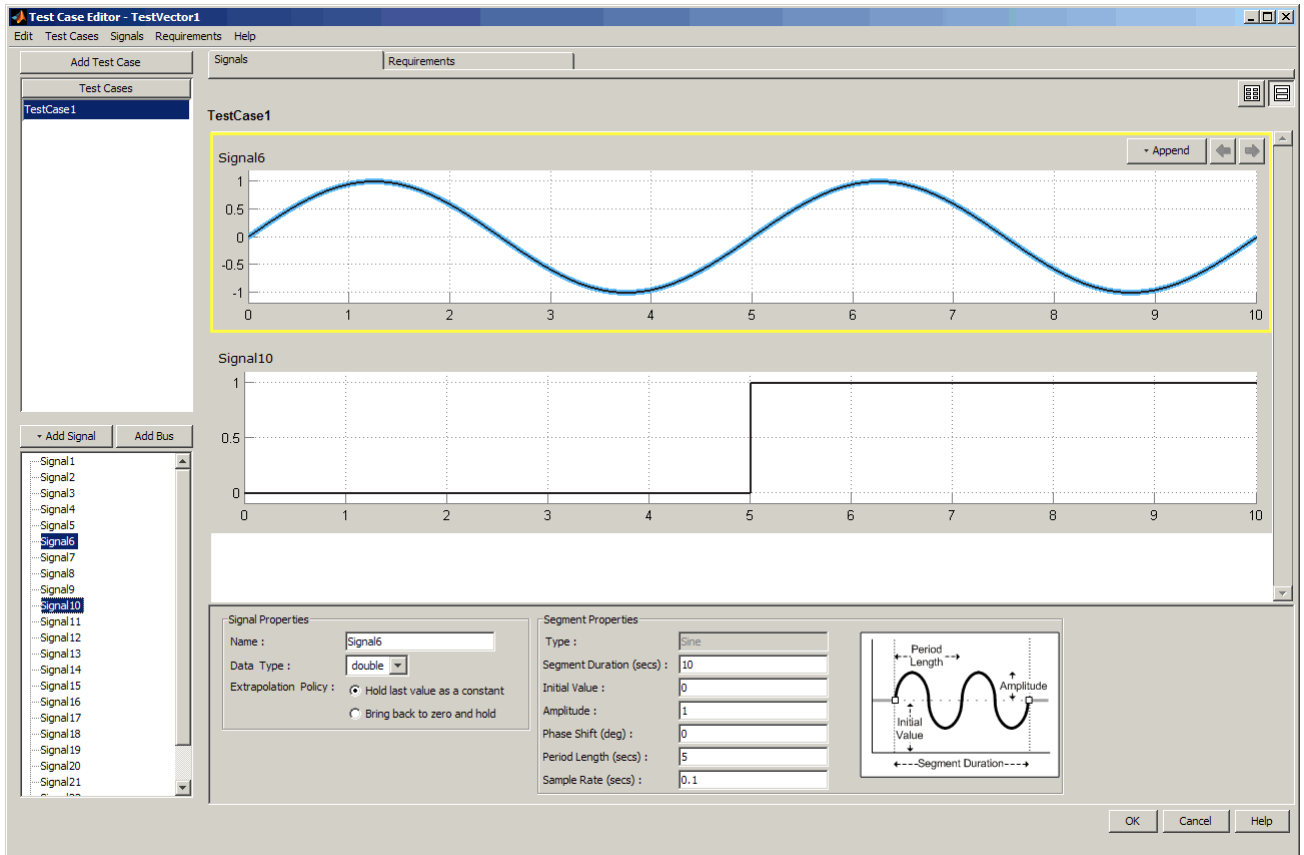 Test Case Editor - TestVector1
Edit Test Cases Signals Requirements Help
Add Test Case
Test Cases
TestCase1
Signals
Requirements
TestCase1
Signal6
Append
1
0.5
0
-0.5
-1
0 1 2 3 4 5 6 7 8 9 10
Signal10
1
0.5
0
0 1 2 3 4 5 6 7 8 9 10
Add Signal
Add Bus
Signal1
Signal2
Signal3
Signal4
Signal5
Signal6
Signal7
Signal8
Signal9
Signal10
Signal11
Signal12
Signal13
Signal14
Signal15
Signal16
Signal17
Signal18
Signal19
Signal20
Signal21
Signal Properties
Name : Signal6
Data Type : double
Extrapolation Policy : Hold last value as a constant
Bring back to zero and hold
Segment Properties
Type : Sine
Segment Duration (secs) : 10
Initial Value : 0
Amplitude : 1
Phase Shift (deg) : 0
Period Length (secs) : 5
Sample Rate (secs) : 0.1
Period
Length
Amplitude
Initial
Value
Segment Duration
OK Cancel Help